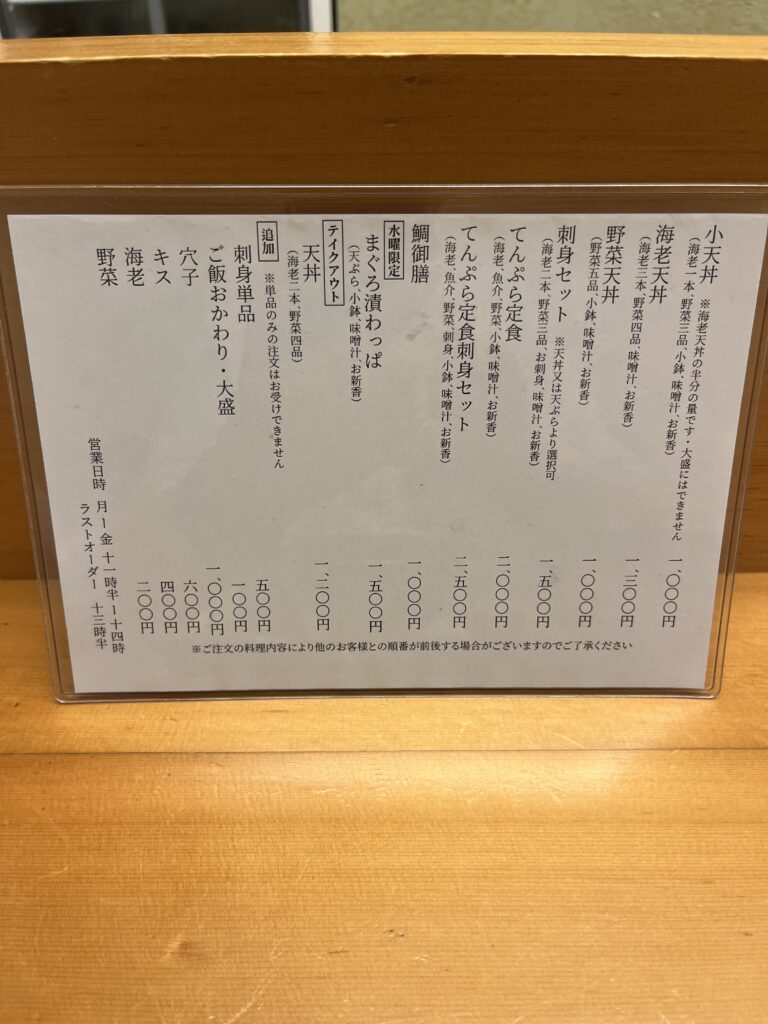 小天丼 ※海老天丼の半分の量です・大盛にはできません 一、〇〇〇円
(海老一本、野菜三品、小鉢、味噌汁、お新香)
海老天丼 一、三〇〇円
(海老三本、野菜四品、味噌汁、お新香)
野菜天丼 一、〇〇〇円
(野菜五品、小鉢、味噌汁、お新香)
刺身セット ※天丼又は天ぷらより選択可 一、五〇〇円
(海老二本、野菜三品、お刺身、味噌汁、お新香)
てんぷら定食 二、〇〇〇円
(海老、魚介、野菜、小鉢、味噌汁、お新香)
てんぷら定食刺身セット 二、五〇〇円
(海老、魚介、野菜、刺身、小鉢、味噌汁、お新香)
鯛御膳 一、〇〇〇円
水曜限定
まぐろ漬わっぱ 一、五〇〇円
(天ぷら、小鉢、味噌汁、お新香)
テイクアウト
天丼 一、二〇〇円
(海老二本、野菜四品)
追加 ※単品のみの注文はお受けできません
刺身単品 五〇〇円
ご飯おかわり・大盛 一〇〇円
穴子 一、〇〇〇円
キス 六〇〇円
海老 四〇〇円
野菜 二〇〇円
営業日時 月ー金 十一時半ー十四時
ラストオーダー 十三時半
※ご注文の料理内容により他のお客様との順番が前後する場合がございますのでご了承ください